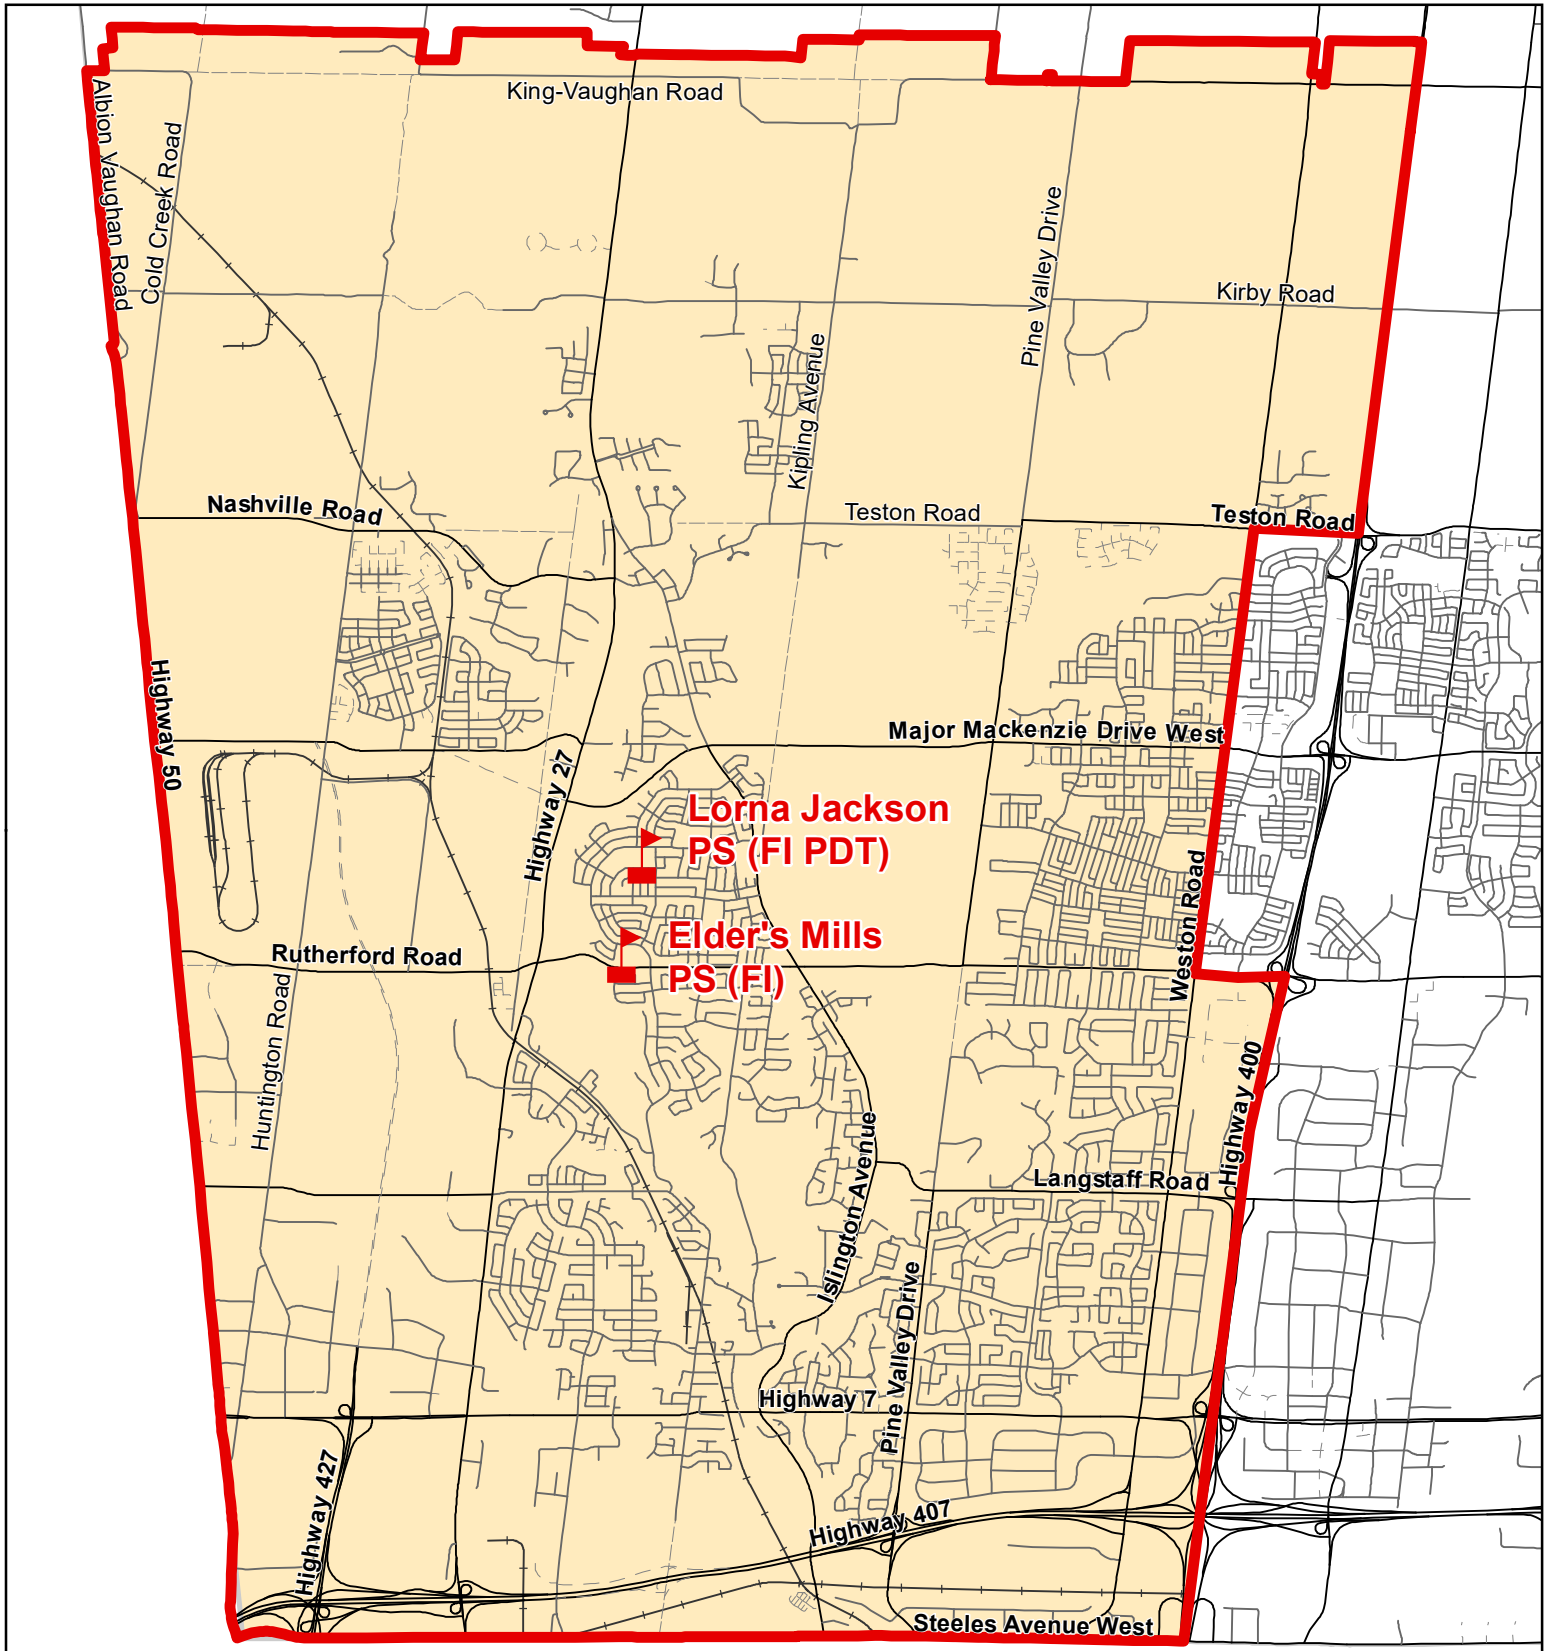 King-Vaughan Road
Albion Vaughan Road
Cold Creek Road
Pine Valley Drive
Kirby Road
Kipling Avenue
Nashville Road
Teston Road
Teston Road
Highway 50
Major Mackenzie Drive West
Highway 27
Lorna Jackson
PS (FI PDT)
Weston Road
Elder's Mills
PS (FI)
Rutherford Road
Huntington Road
Highway 400
Islington Avenue
Langstaff Road
Pine Valley Drive
Highway 7
Highway 427
Highway 407
Steeles Avenue West